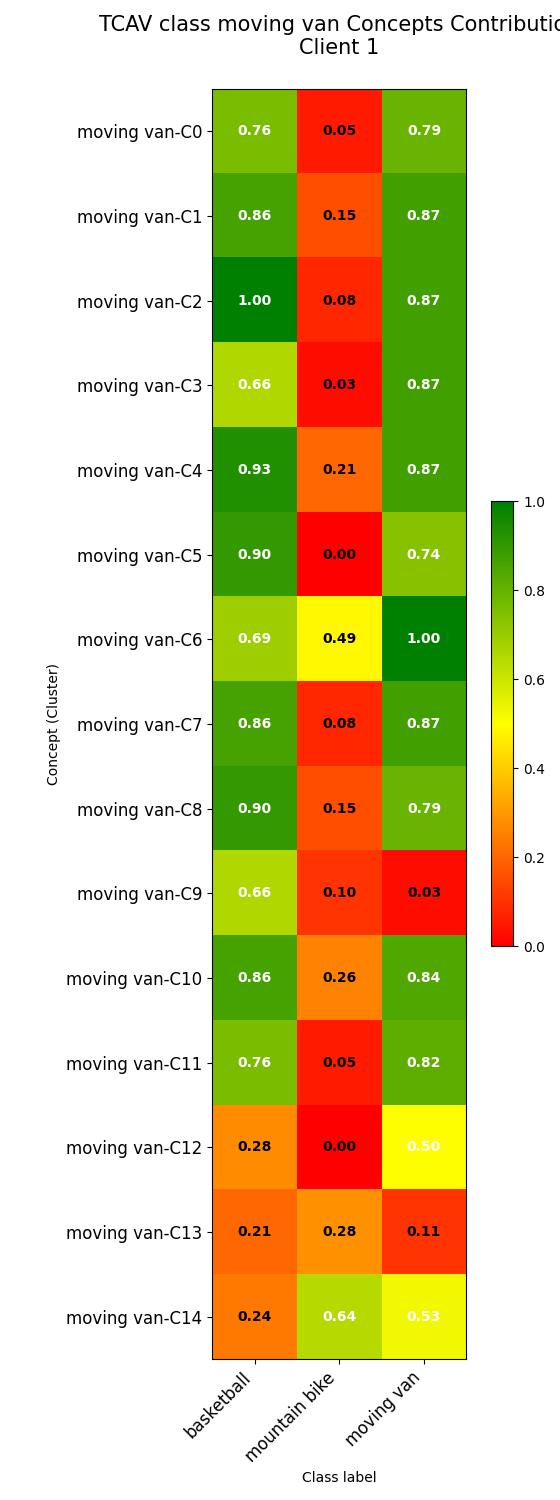 TCAV class moving van Concepts Contributio
Client 1
moving van-C0 0.76 0.05 0.79
moving van-C1 0.86 0.15 0.87
moving van-C2 1.00 0.08 0.87
moving van-C3 0.66 0.03 0.87
moving van-C4 0.93 0.21 0.87
moving van-C5 0.90 0.00 0.74
moving van-C6 0.69 0.49 1.00
moving van-C7 0.86 0.08 0.87
moving van-C8 0.90 0.15 0.79
moving van-C9 0.66 0.10 0.03
moving van-C10 0.86 0.26 0.84
moving van-C11 0.76 0.05 0.82
moving van-C12 0.28 0.00 0.50
moving van-C13 0.21 0.28 0.11
moving van-C14 0.24 0.64 0.53
Concept (Cluster)
basketball
mountain bike
moving van
Class label
1.0
0.8
0.6
0.4
0.2
0.0